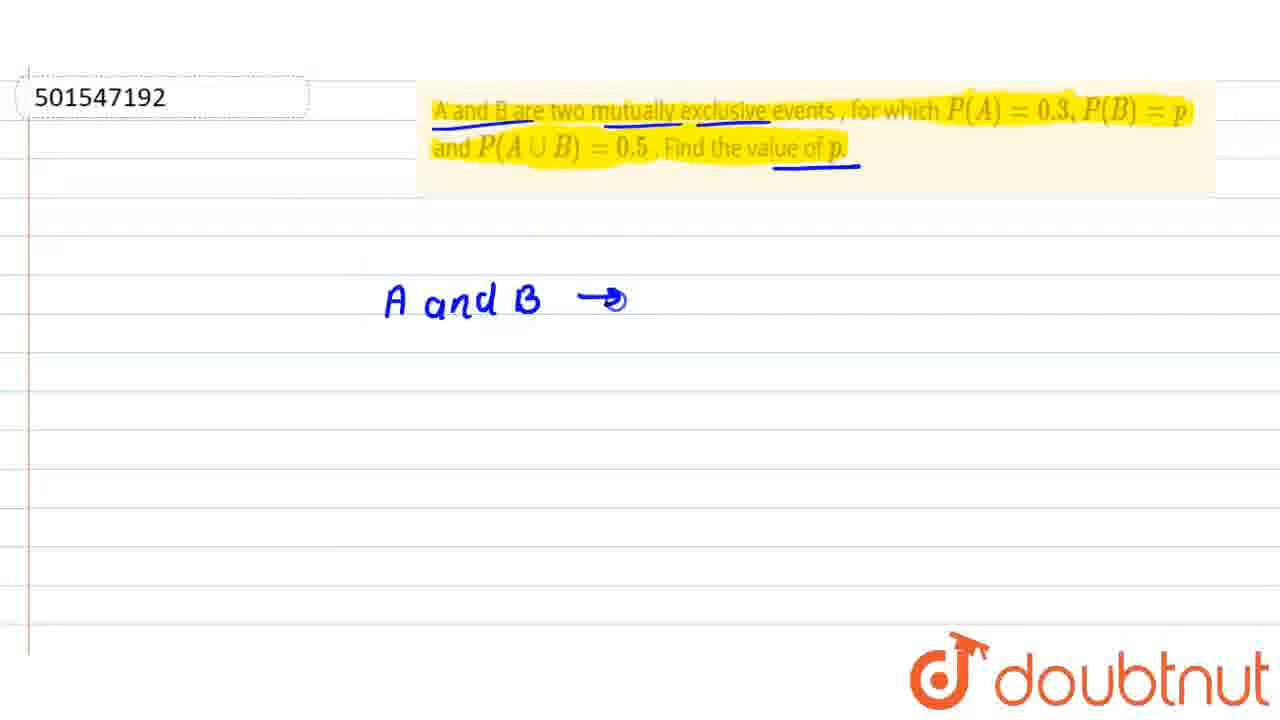 501547192
A and B are two mutually exclusive events , for which P(A) = 0.3, P(B) = p
and P(A ∪ B) = 0.5 . Find the value of p.
A and B →
doubtnut